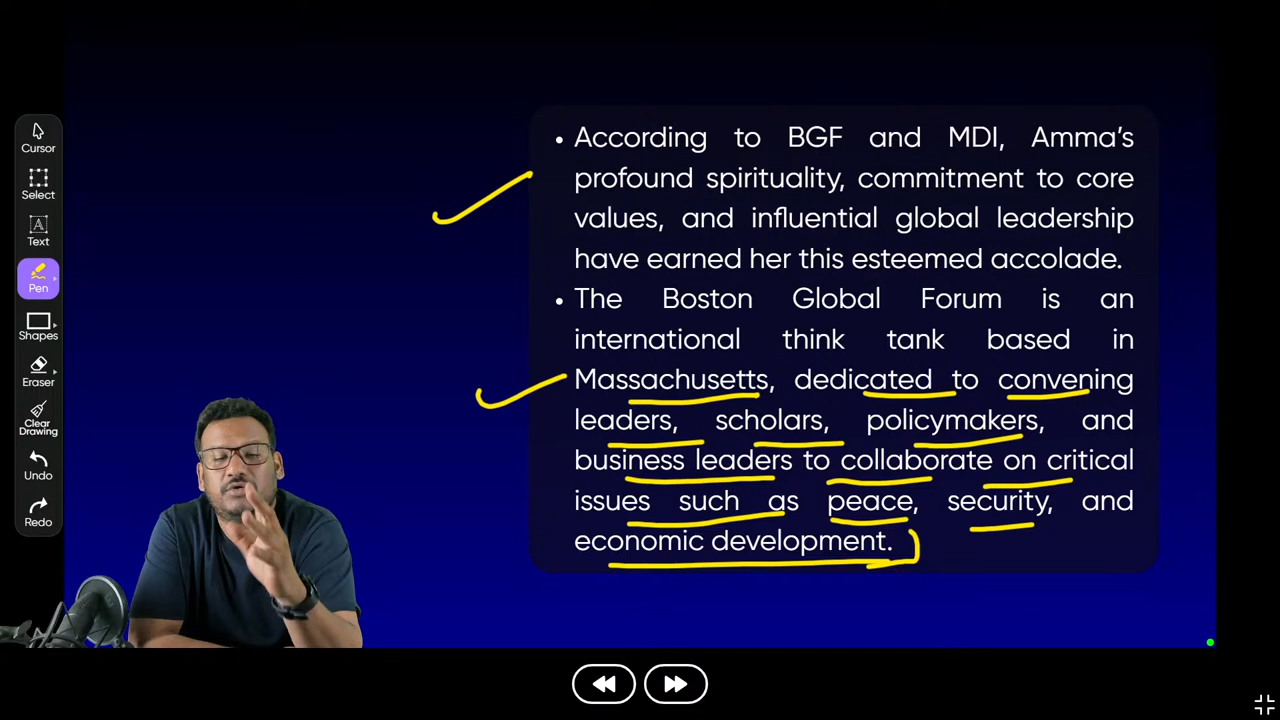 Cursor
Select
Text
Pen
Shapes
Eraser
Clear
Drawing
Undo
Redo
• According to BGF and MDI, Amma's
profound spirituality, commitment to core
values, and influential global leadership
have earned her this esteemed accolade.
• The Boston Global Forum is an
international think tank based in
Massachusetts, dedicated to convening
leaders, scholars, policymakers, and
business leaders to collaborate on critical
issues such as peace, security, and
economic development.